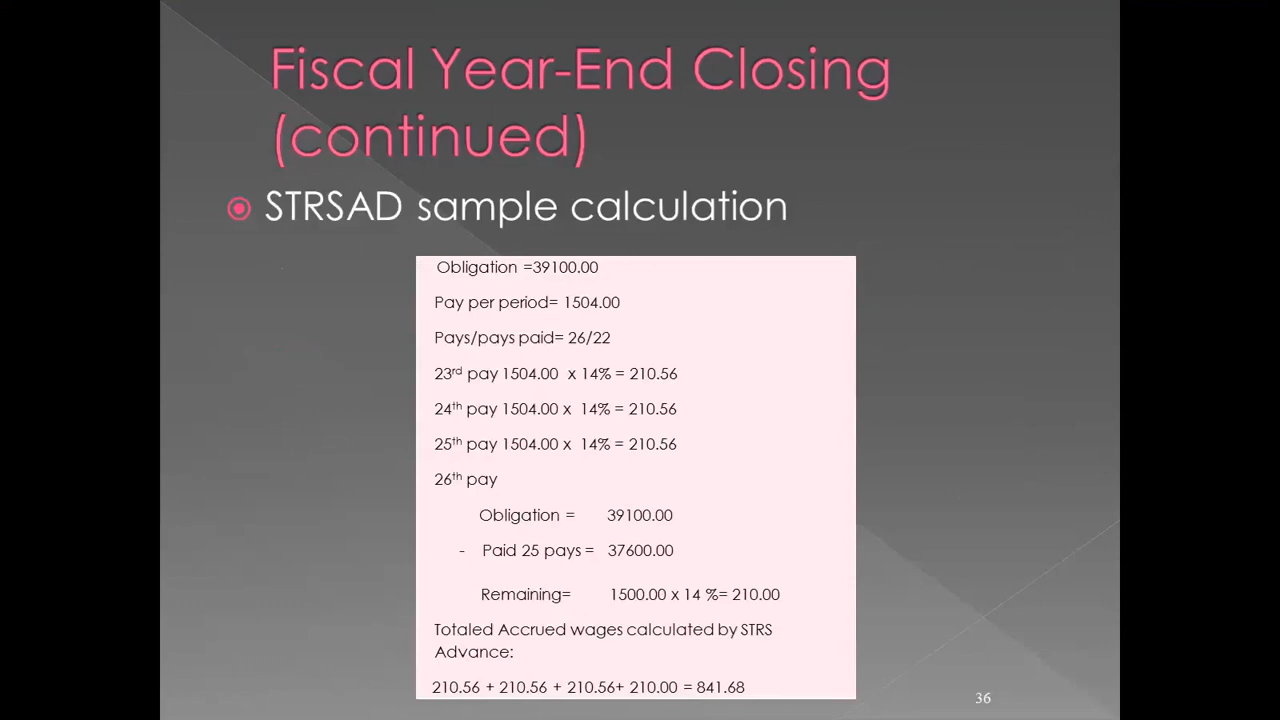 Fiscal Year-End Closing
(continued)
STRSAD sample calculation
Obligation =39100.00
Pay per period= 1504.00
Pays/pays paid= 26/22
23rd pay 1504.00 x 14% = 210.56
24th pay 1504.00 x 14% = 210.56
25th pay 1504.00 x 14% = 210.56
26th pay
Obligation = 39100.00
- Paid 25 pays = 37600.00
Remaining= 1500.00 x 14 %= 210.00
Totaled Accrued wages calculated by STRS
Advance:
210.56 + 210.56 + 210.56+ 210.00 = 841.68
36